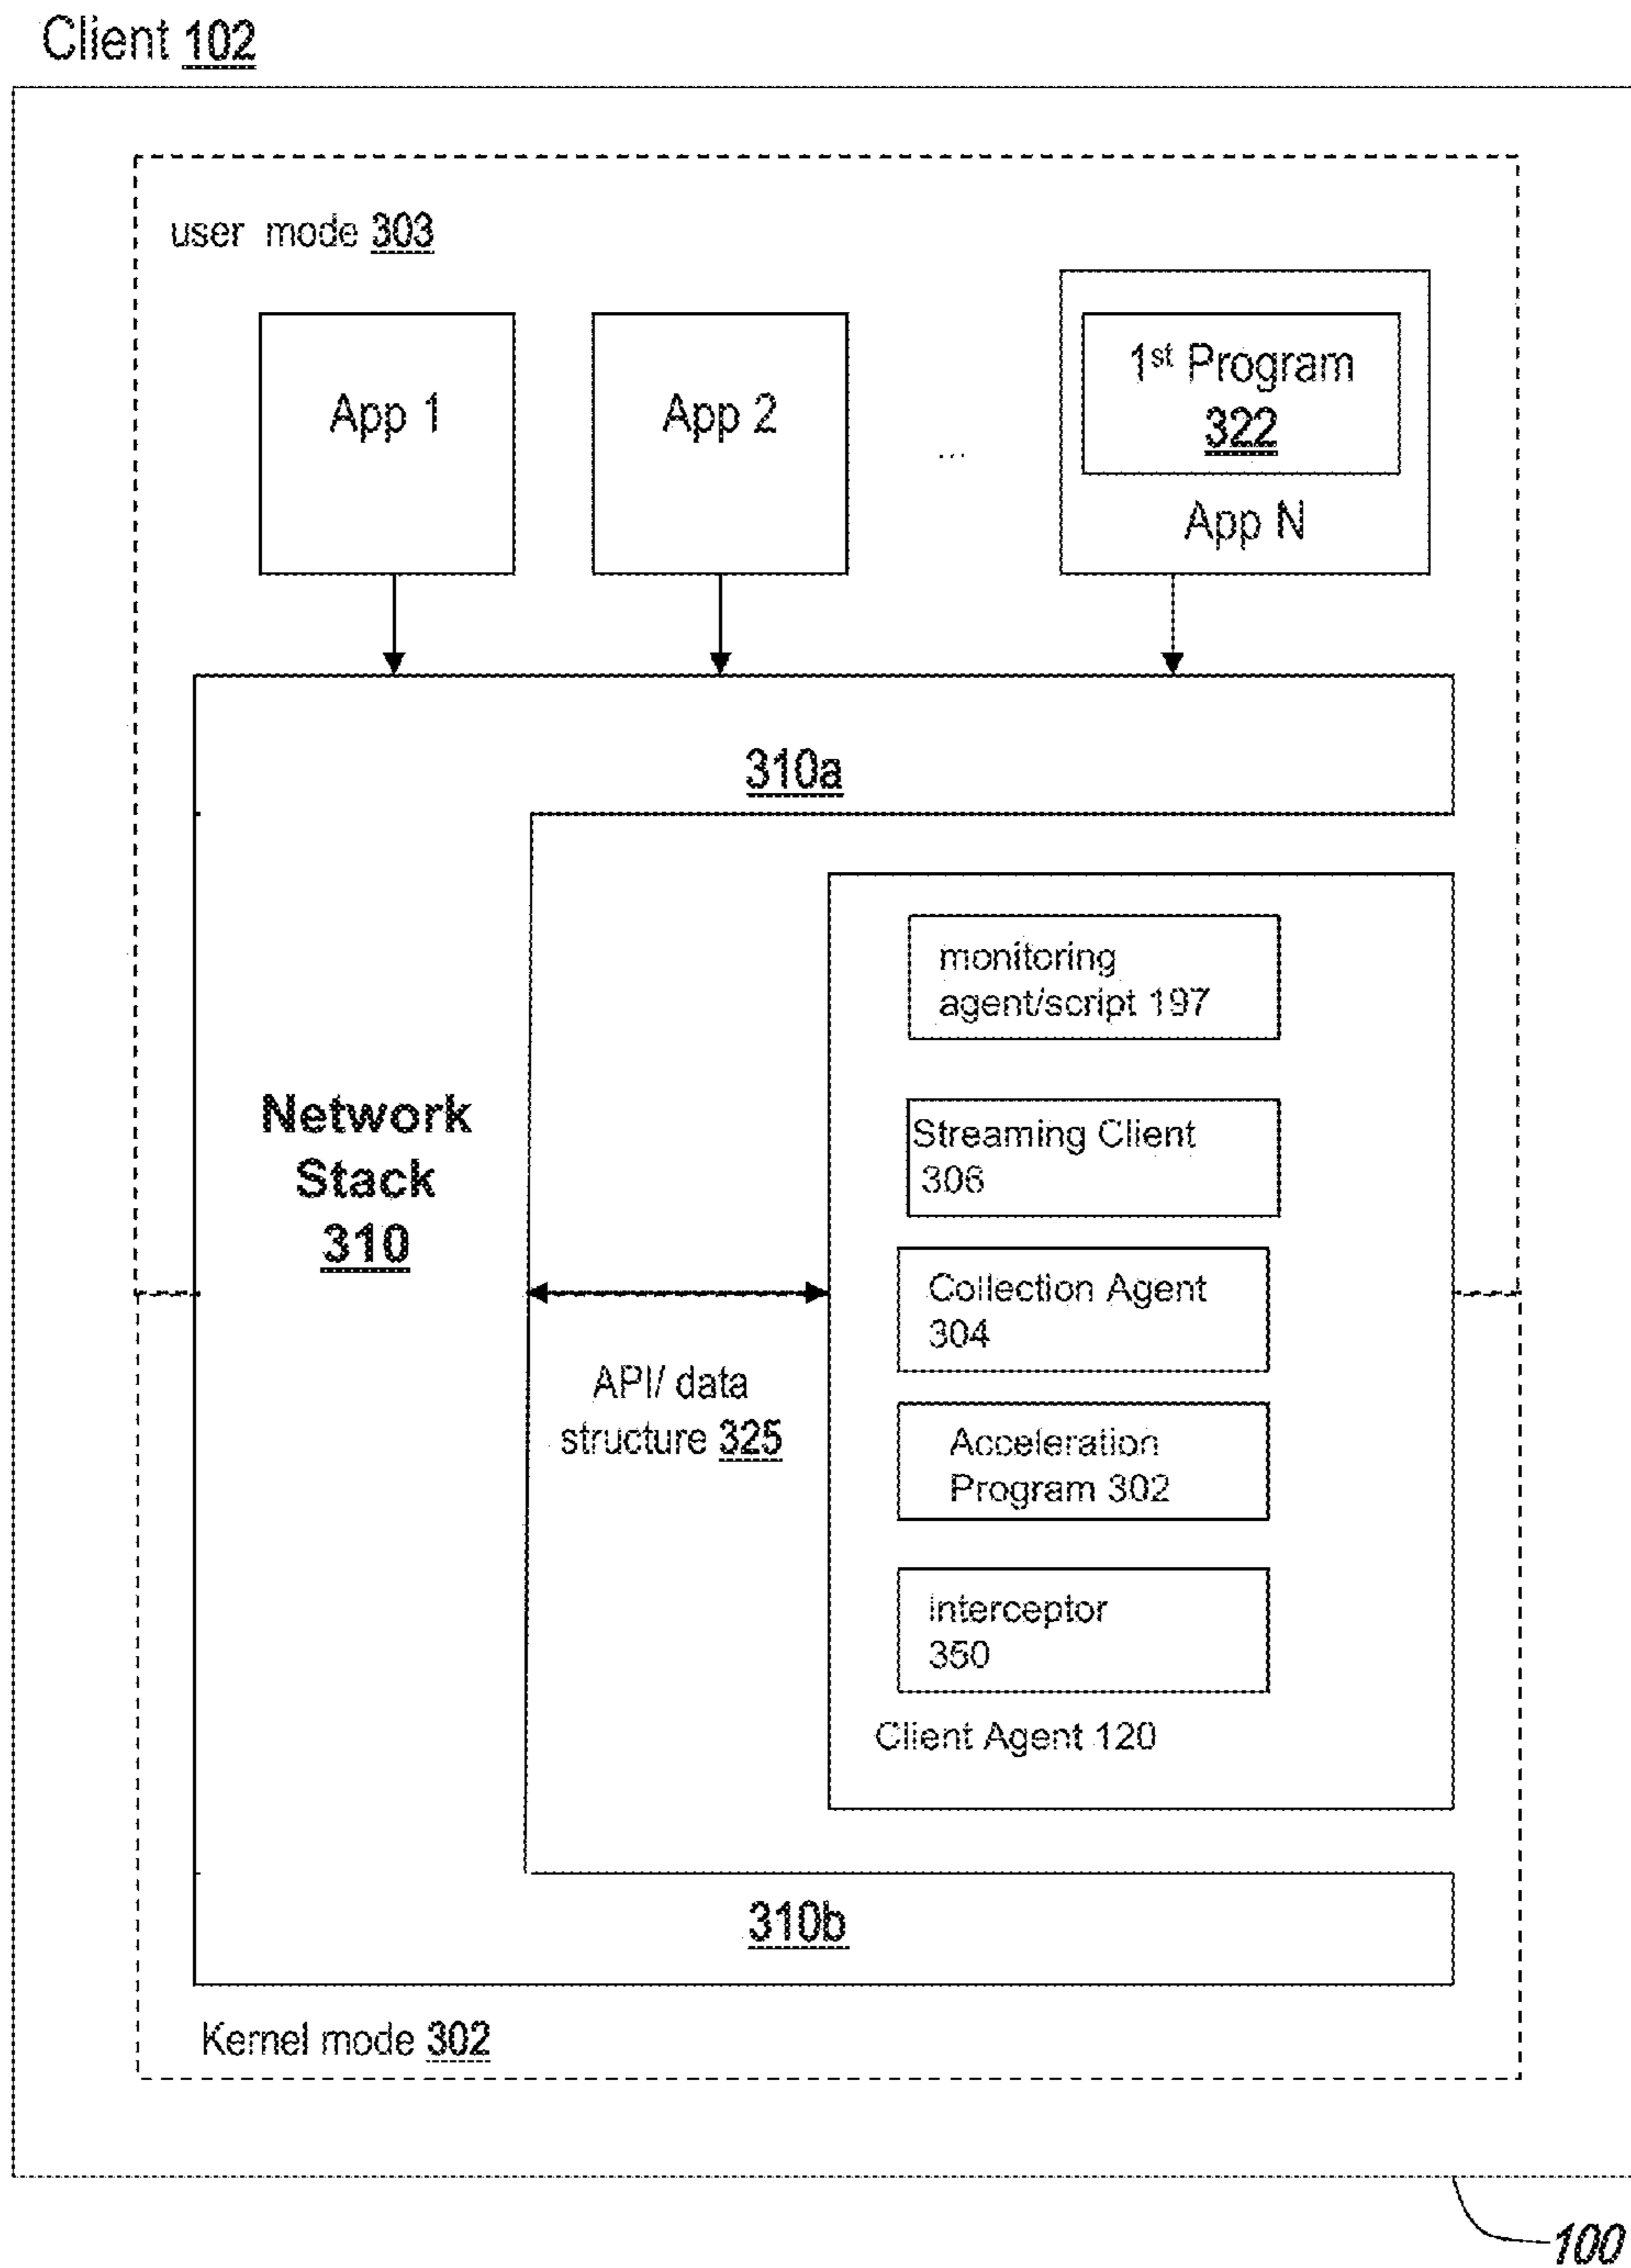 Client 102
user mode 303
App 1
App 2
...
1st Program
322
App N
310a
monitoring
agent/script 197
Streaming Client
306
Network
Stack
310
Collection Agent
304
API/ data
structure 325
Acceleration
Program 302
interceptor
350
Client Agent 120
310b
Kernel mode 302
100